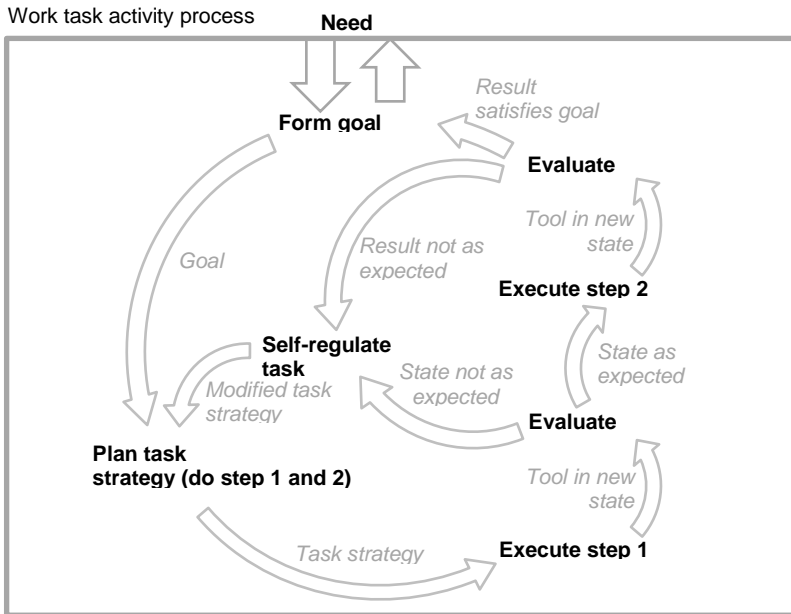 Work task activity process
Need
Result
satisfies goal
Form goal
Evaluate
Tool in new
state
Goal
Result not as
expected
Execute step 2
Self-regulate
task
State as
expected
State not as
expected
Modified task
strategy
Evaluate
Plan task
strategy (do step 1 and 2)
Tool in new
state
Task strategy
Execute step 1